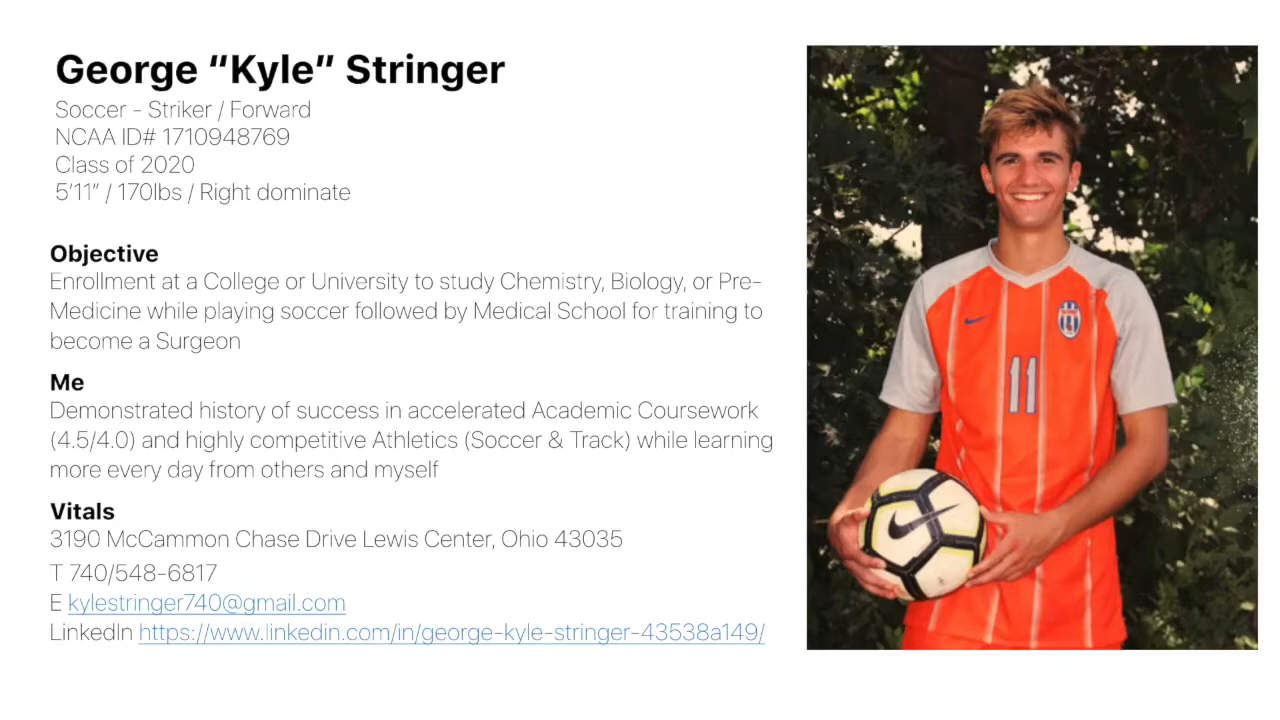 George “Kyle” Stringer
Soccer - Striker / Forward
NCAA ID# 1710948769
Class of 2020
5’11” / 170lbs / Right dominate
Objective
Enrollment at a College or University to study Chemistry, Biology, or Pre-
Medicine while playing soccer followed by Medical School for training to
become a Surgeon
Me
Demonstrated history of success in accelerated Academic Coursework
(4.5/4.0) and highly competitive Athletics (Soccer & Track) while learning
more every day from others and myself
Vitals
3190 McCammon Chase Drive Lewis Center, Ohio 43035
T 740/548-6817
E kylestringer740@gmail.com
LinkedIn https://www.linkedin.com/in/george-kyle-stringer-43538a149/
11